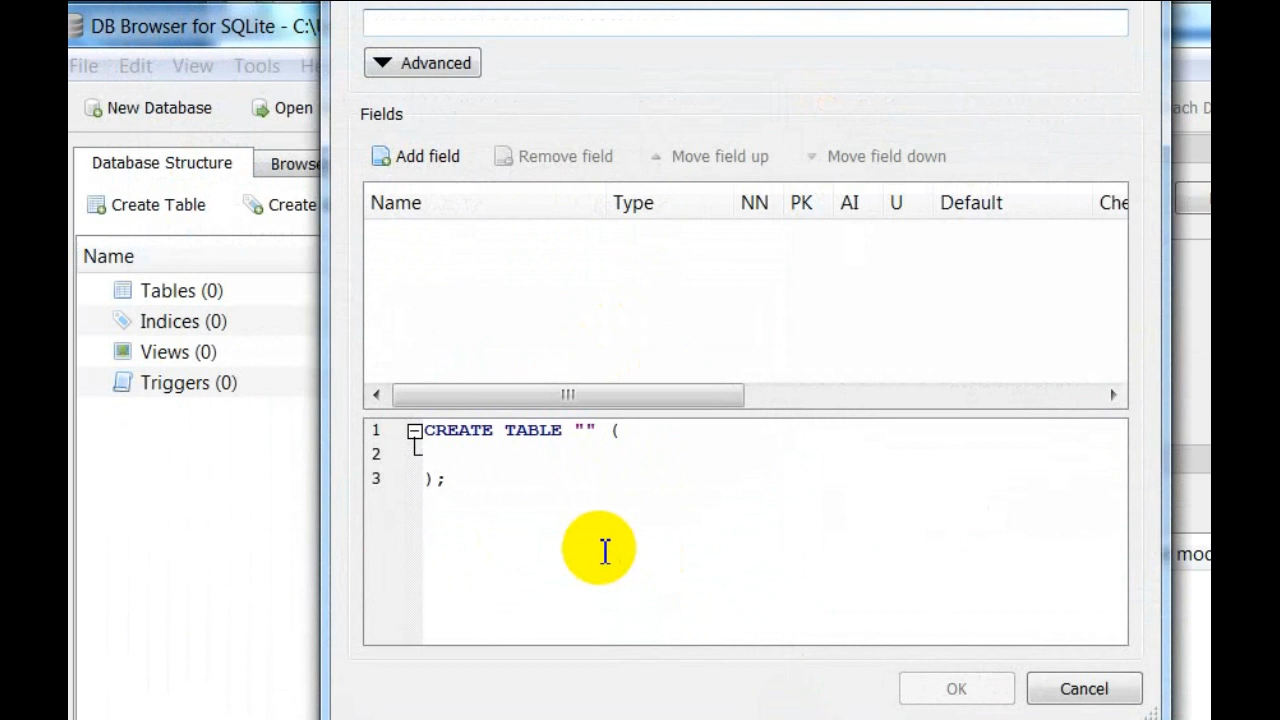 DB Browser for SQLite - C:\
File Edit View Tools
Advanced
New Database Open
Fields
Database Structure
Add field Remove field Move field up Move field down
Create Table Create
Name Type NN PK AI U Default
Name
Tables (0)
Indices (0)
Views (0)
Triggers (0)
1 CREATE TABLE "" (
2
3 );
OK Cancel